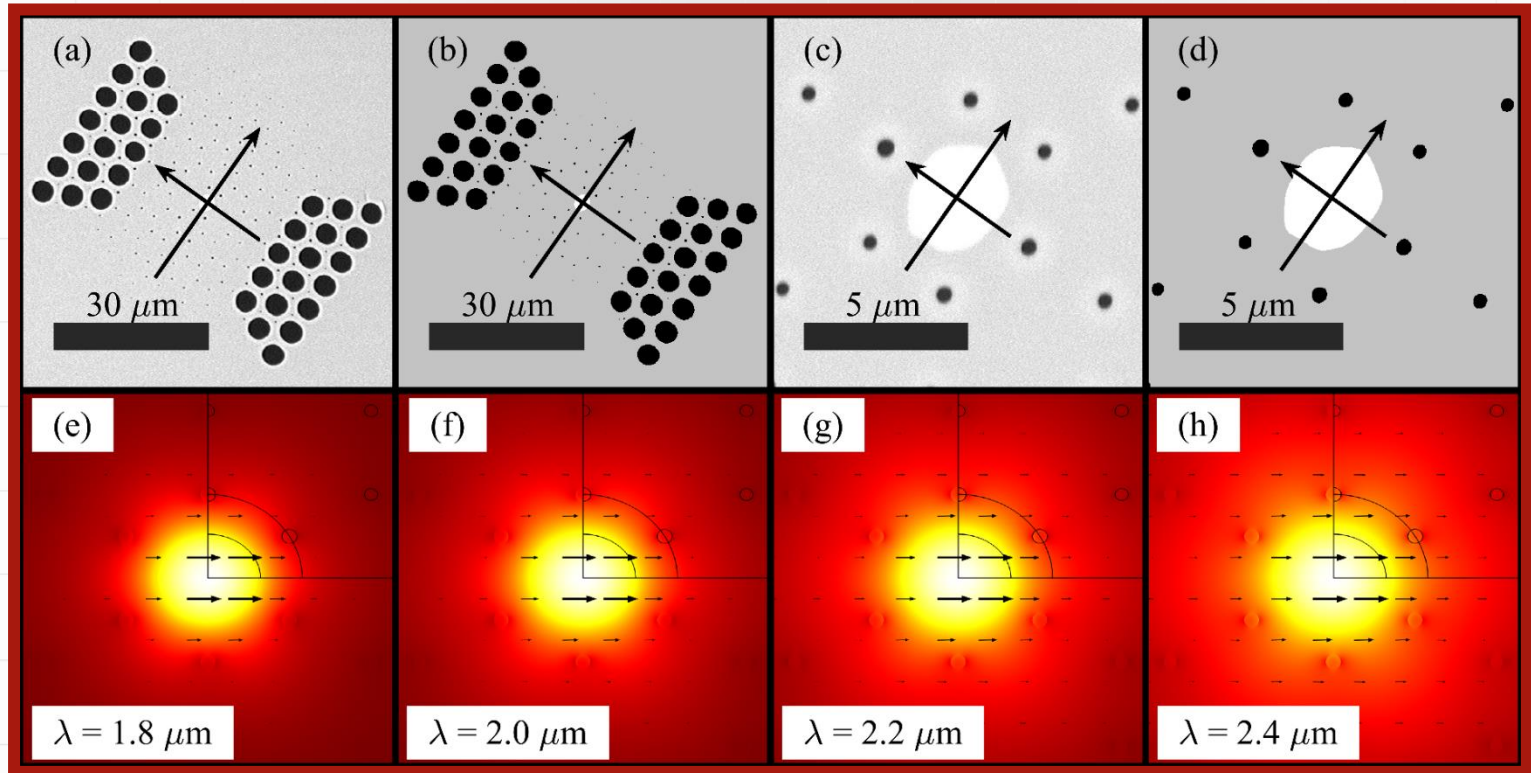 (a)
30 μm
(b)
30 μm
(c)
5 μm
(d)
5 μm
(e)
λ = 1.8 μm
(f)
λ = 2.0 μm
(g)
λ = 2.2 μm
(h)
λ = 2.4 μm